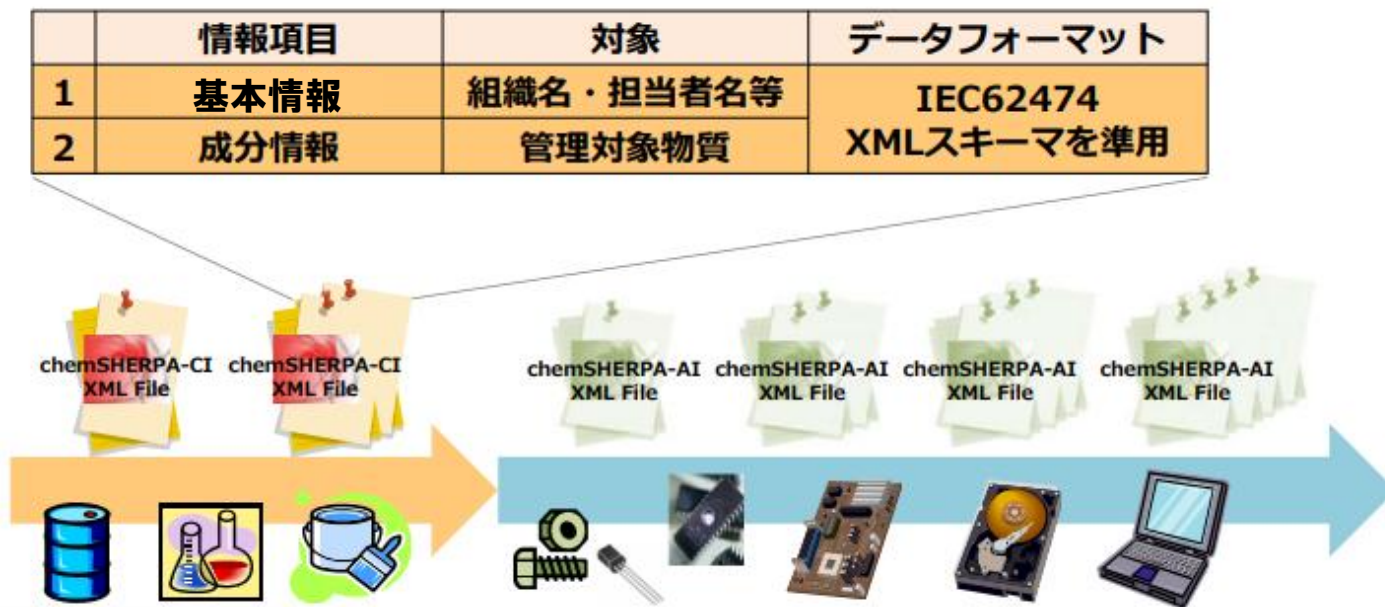 情報項目 対象 データフォーマット
1 基本情報 組織名・担当者名等 IEC62474
2 成分情報 管理対象物質 XMLスキーマを準用
chemSHERPA-CI chemSHERPA-CI chemSHERPA-AI chemSHERPA-AI chemSHERPA-AI chemSHERPA-AI
XML File XML File XML File XML File XML File XML File